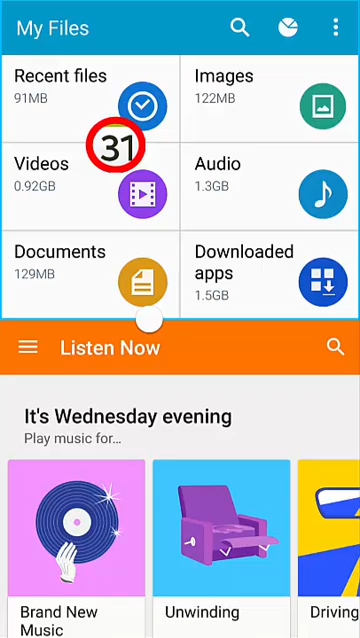 My Files
Recent files
91MB
Images
122MB
31
Videos
0.92GB
Audio
1.3GB
Documents
129MB
Downloaded
apps
1.5GB
Listen Now
It's Wednesday evening
Play music for...
Brand New
Music
Unwinding
Driving